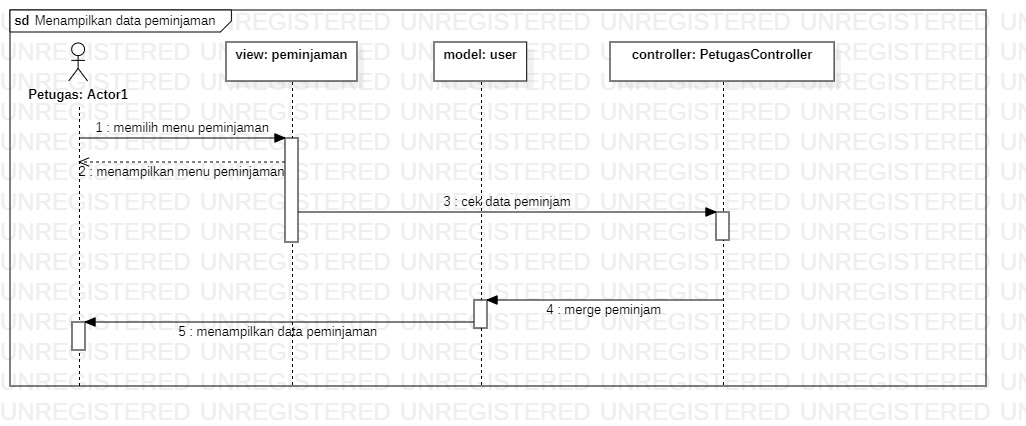 sd Menampilkan data peminjaman
view: peminjaman
model: user
controller: PetugasController
Petugas: Actor1
1 : memilih menu peminjaman
2 : menampilkan menu peminjaman
3 : cek data peminjam
4 : merge peminjam
5 : menampilkan data peminjaman
UNREGISTERED UNREGISTERED UNREGISTERED UNREGISTERED UNREGISTERED UN